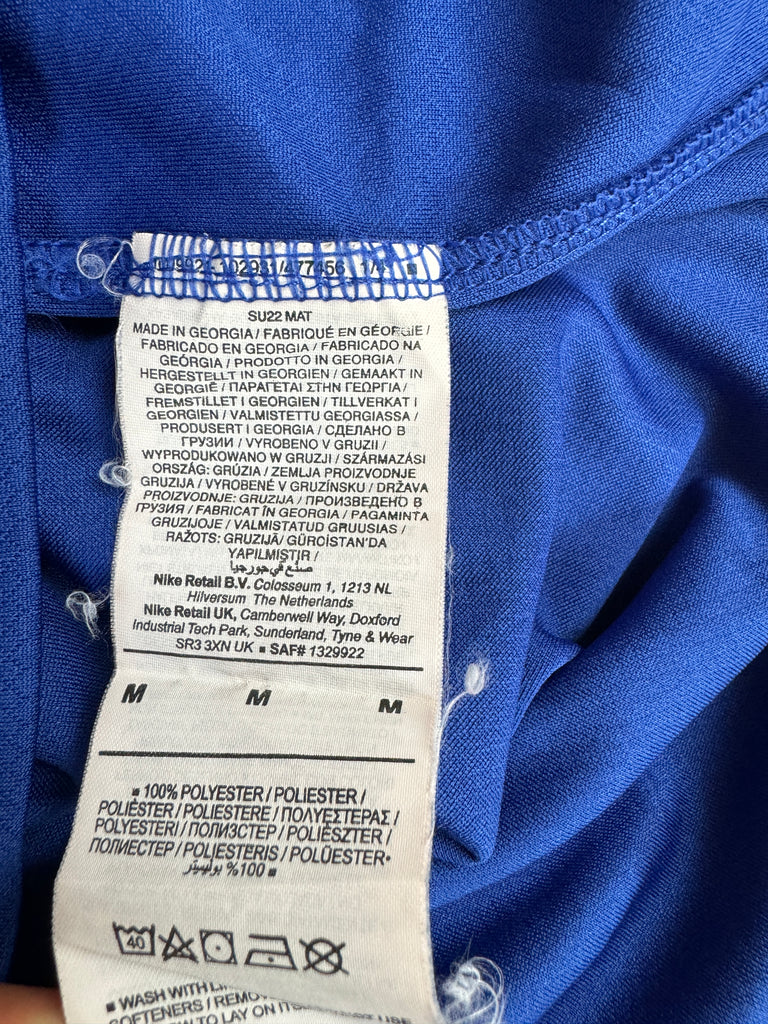 SU22 MAT
MADE IN GEORGIA / FABRIQUÉ EN GÉORGIE /
FABRICADO EN GEORGIA / FABRICADO NA
GEÓRGIA / PRODOTTO IN GEORGIA /
HERGESTELLT IN GEORGIEN / GEMAAKT IN
GEORGIË / ΠΑΡΑΓΕΤΑΙ ΣΤΗΝ ΓΕΩΡΓΙΑ /
FREMSTILLET I GEORGIEN / TILLVERKAT I
GEORGIEN / VALMISTETTU GEORGIASSA /
PRODUSERT I GEORGIA / СДЕЛАНО В
ГРУЗИИ / VYROBENO V GRUZII /
WYPRODUKOWANO W GRUZJI / SZÁRMAZÁSI
ORSZÁG: GRÚZIA / ZEMLJA PROIZVODNJE
GRUZIJA / VYROBENÉ V GRUZÍNSKU / DRŽAVA
PROIZVODNJE: GRUZIJA / ПРОИЗВЕДЕНО В
ГРУЗИЯ / FABRICAT ÎN GEORGIA / PAGAMINTA
GRUZIJOJE / VALMISTATUD GRUUSIAS /
RAŽOTS: GRUZIJĀ / GÜRCİSTAN'DA
YAPILMIŞTIR /
صنع في جورجيا
Nike Retail B.V. Colosseum 1, 1213 NL
Hilversum The Netherlands
Nike Retail UK, Camberwell Way, Doxford
Industrial Tech Park, Sunderland, Tyne & Wear
SR3 3XN UK ▪ SAF# 1329922
M M M
▪ 100% POLYESTER / POLIESTER /
POLIÉSTER / POLIESTERE / ΠΟΛΥΕΣΤΕΡΑΣ /
POLYESTERI / ПОЛИЭСТЕР / POLIÉSZTER /
ПОЛИЕСТЕР / POLIESTERIS / POLÜESTER ▪
100% بوليستر ▪
40
▪ WASH WITH
SOFTENERS /
TO LAY ON